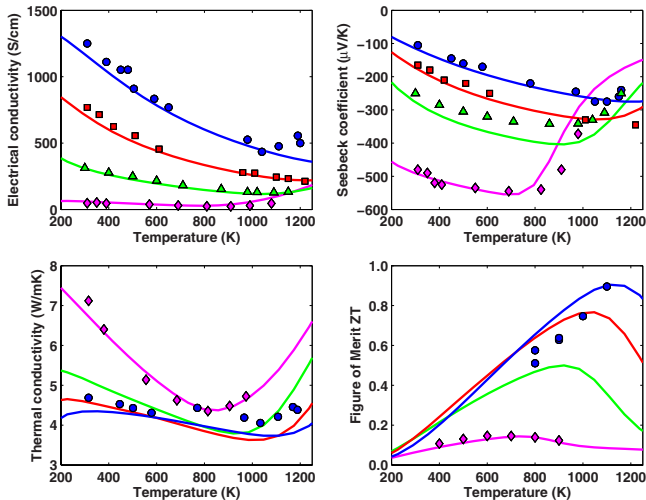 Electrical conductivity (S/cm)
1500
1000
500
0
200 400 600 800 1000 1200
Temperature (K)
Seebeck coefficient (μV/K)
0
−100
−200
−300
−400
−500
−600
200 400 600 800 1000 1200
Temperature (K)
Thermal conductivity (W/mK)
8
7
6
5
4
3
200 400 600 800 1000 1200
Temperature (K)
Figure of Merit ZT
1.0
0.8
0.6
0.4
0.2
0.0
200 400 600 800 1000 1200
Temperature (K)